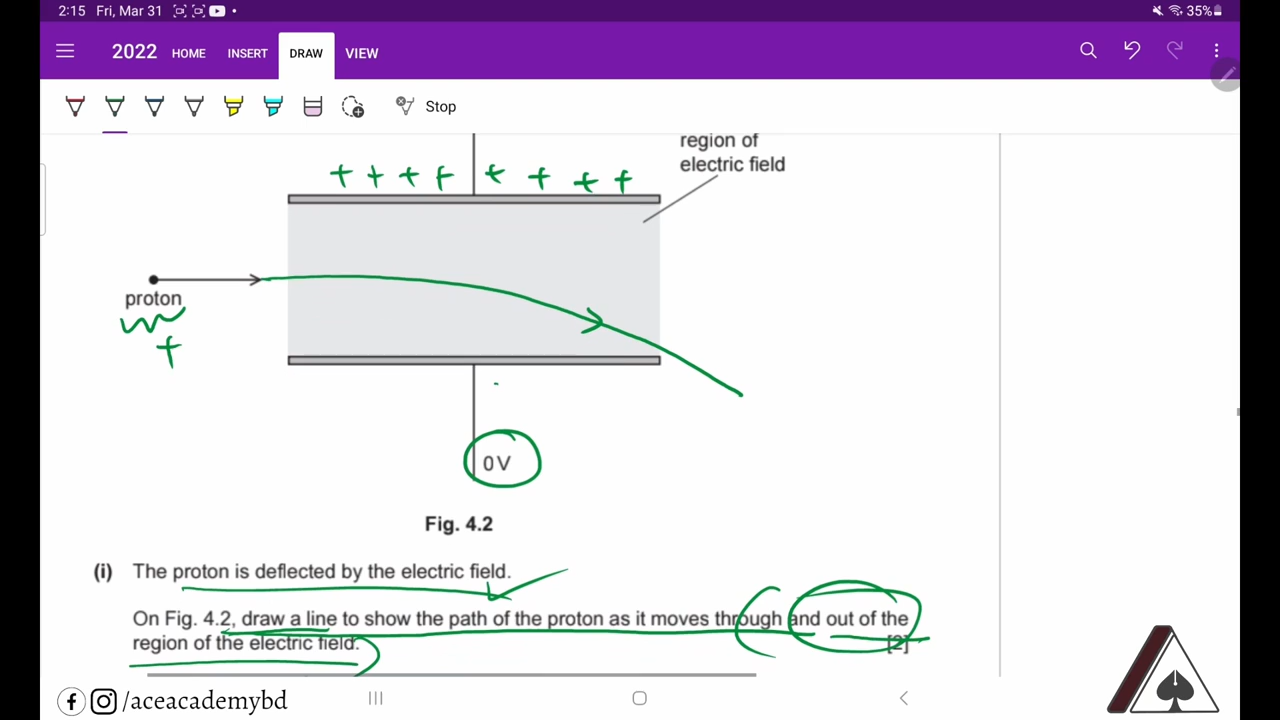 2:15 Fri, Mar 31
35%
2022 HOME INSERT DRAW VIEW
Stop
region of
electric field
+ + + + + + + +
proton
+
0 V
Fig. 4.2
(i) The proton is deflected by the electric field.
On Fig. 4.2, draw a line to show the path of the proton as it moves through and out of the
region of the electric field.
[2]
/aceacademybd